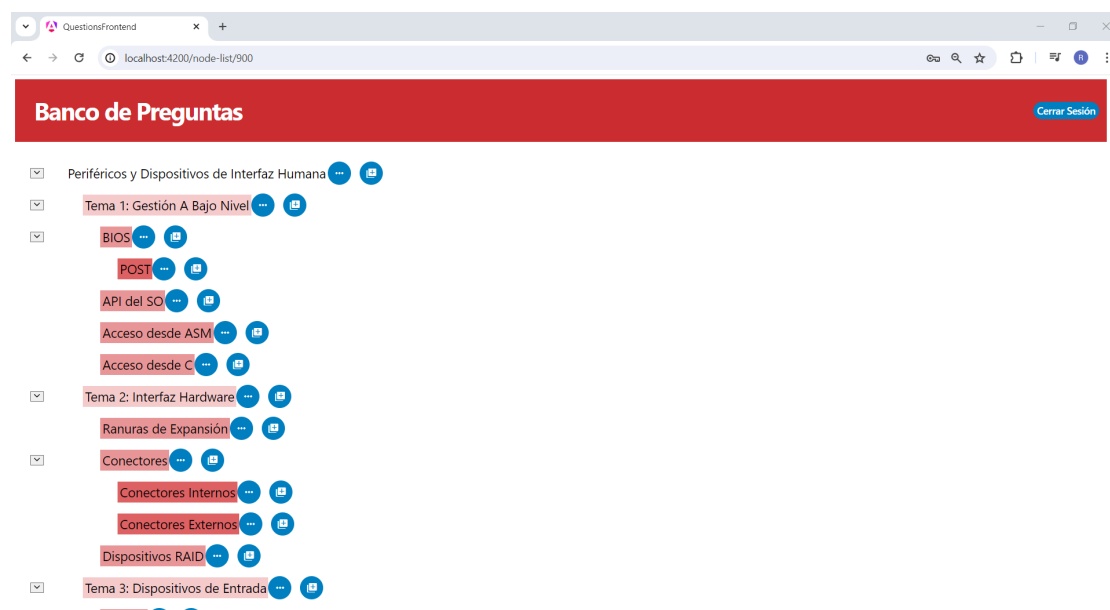 QuestionsFrontend
localhost:4200/node-list/900
R
Banco de Preguntas
Cerrar Sesión
Periféricos y Dispositivos de Interfaz Humana
Tema 1: Gestión A Bajo Nivel
BIOS
POST
API del SO
Acceso desde ASM
Acceso desde C
Tema 2: Interfaz Hardware
Ranuras de Expansión
Conectores
Conectores Internos
Conectores Externos
Dispositivos RAID
Tema 3: Dispositivos de Entrada